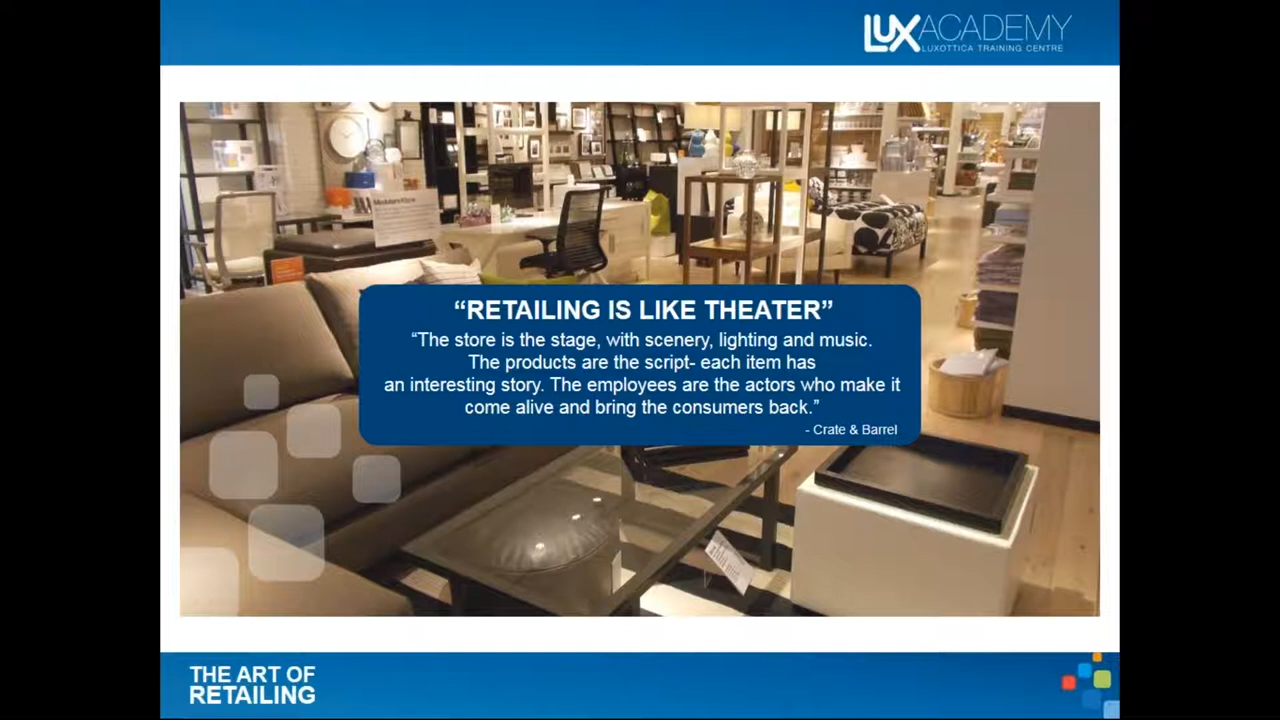 LUXACADEMY
LUXOTTICA TRAINING CENTRE
“RETAILING IS LIKE THEATER”
“The store is the stage, with scenery, lighting and music.
The products are the script- each item has
an interesting story. The employees are the actors who make it
come alive and bring the consumers back.”
- Crate & Barrel
THE ART OF
RETAILING